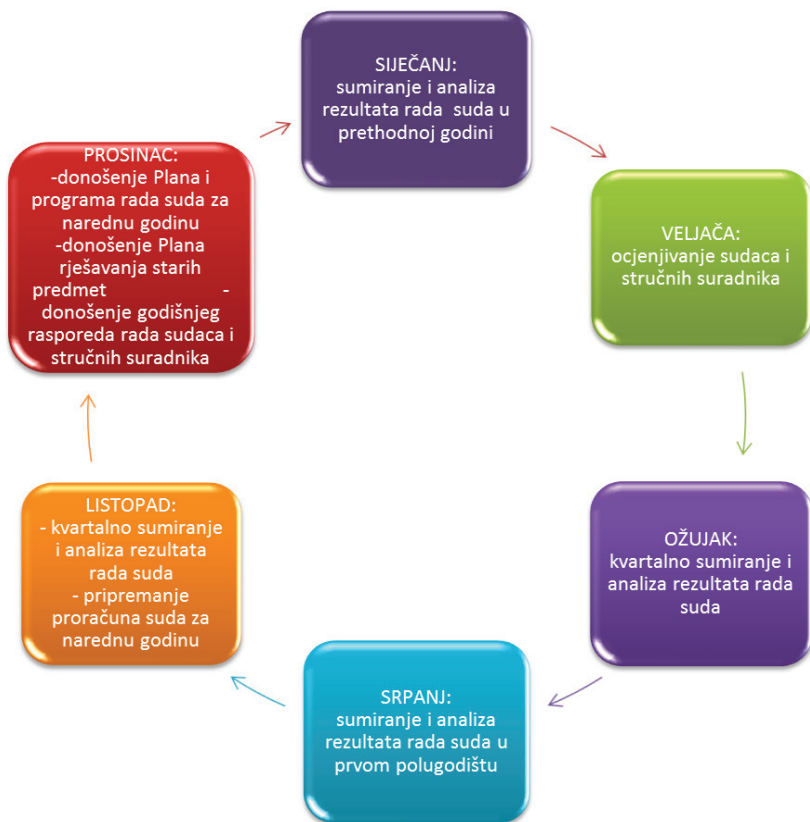 SIJEČANJ:
sumiranje i analiza
rezultata rada suda u
prethodnoj godini
VELJAČA:
ocjenjivanje sudaca i
stručnih suradnika
OŽUJAK:
kvartalno sumiranje i
analiza rezultata rada
suda
SRPANJ:
sumiranje i analiza
rezultata rada suda u
prvom polugodištu
LISTOPAD:
- kvartalno sumiranje
i analiza rezultata
rada suda
- pripremanje
proračuna suda za
narednu godinu
PROSINAC:
-donošenje Plana i
programa rada suda za
narednu godinu
-donošenje Plana
rješavanja starih
predmet -
donošenje godišnjeg
rasporeda rada sudaca i
stručnih suradnika